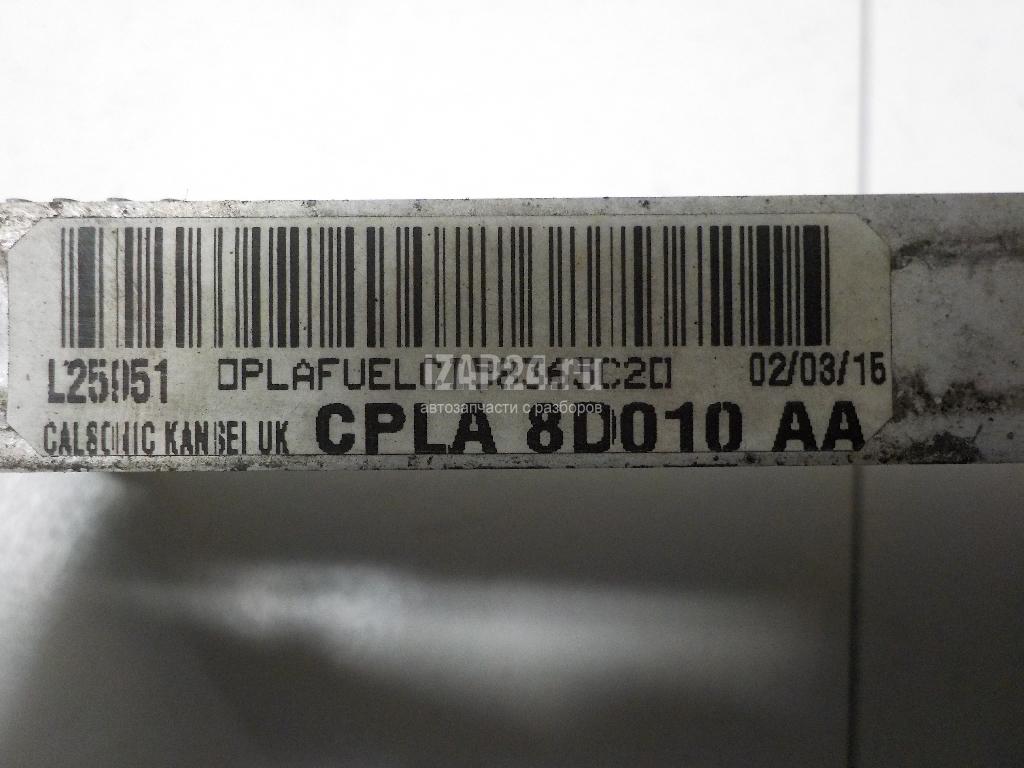 L25051
02/03/15
IZAP24.ru
автозапчасти с разборов
CALSONIC KANSEI UK
CPLA 8D010 AA